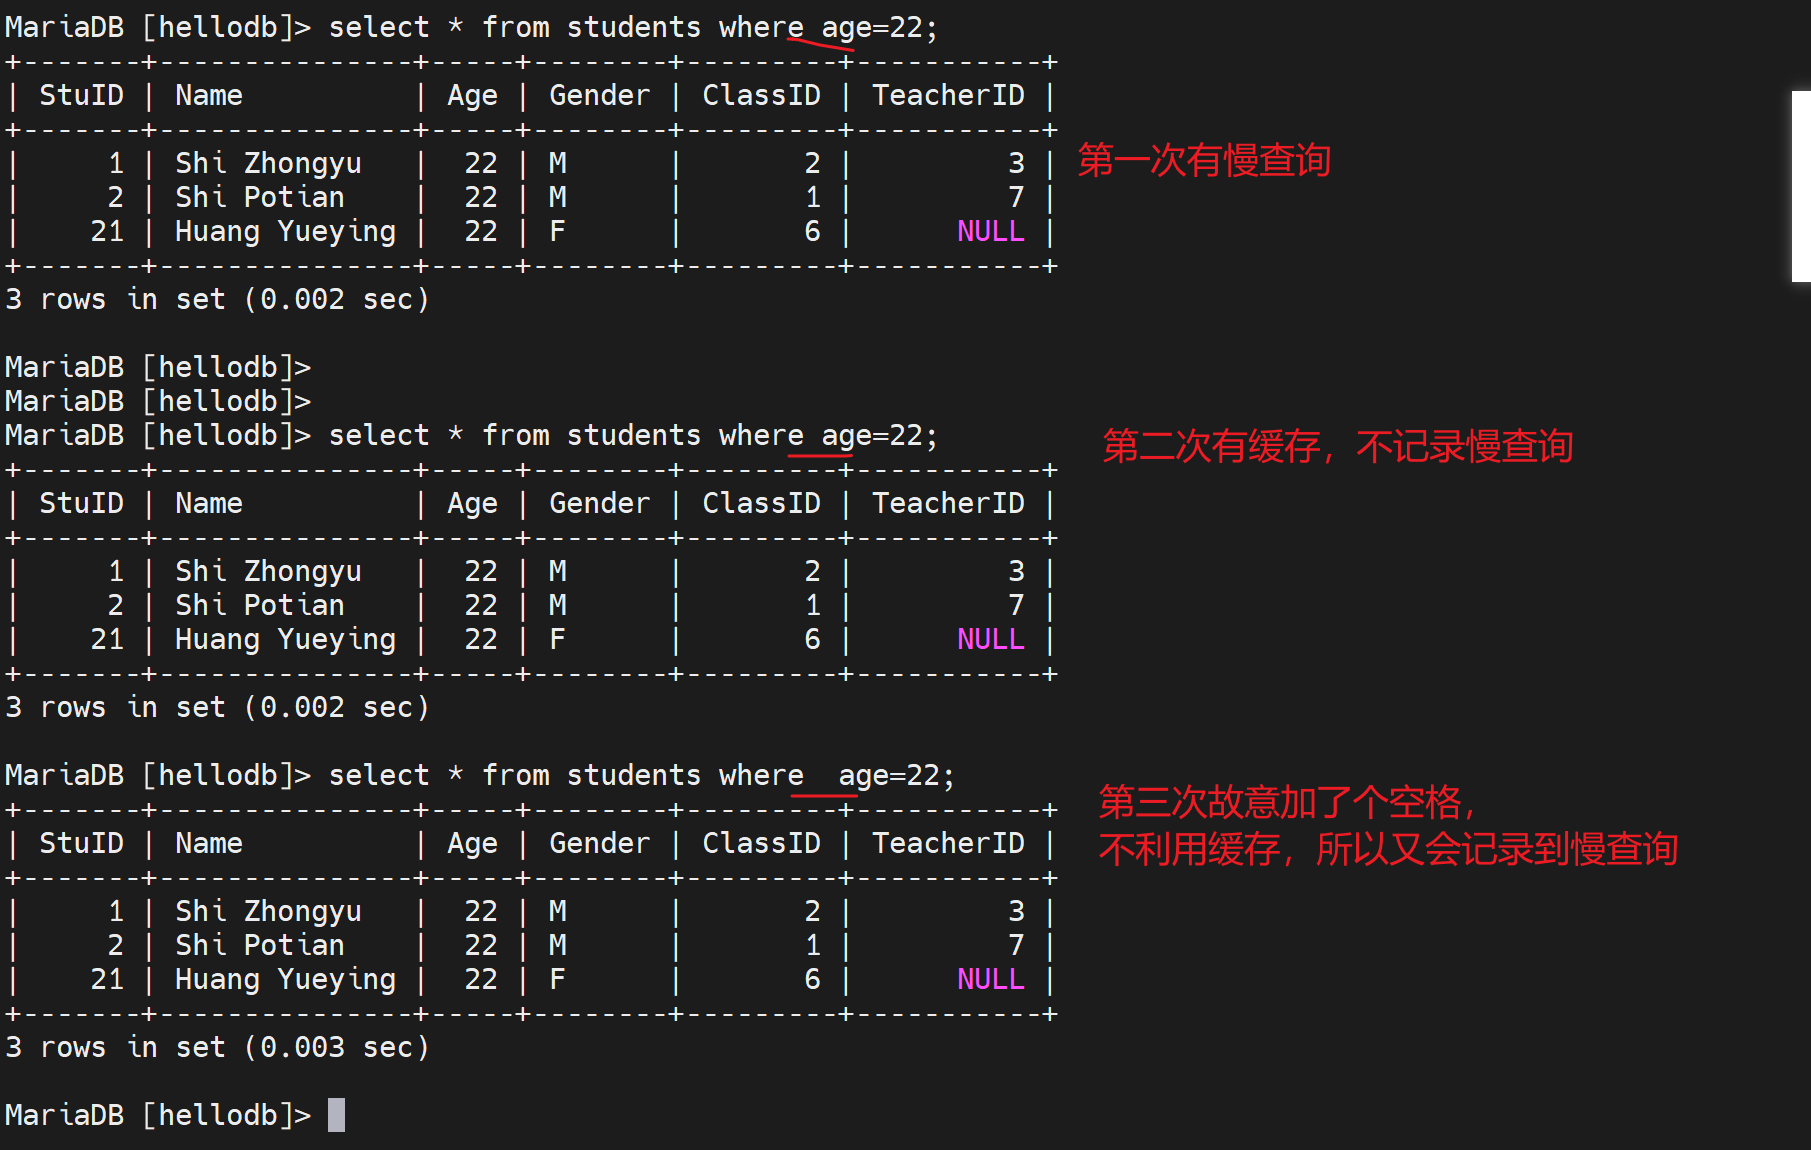 MariaDB [hellodb]> select * from students where age=22;
+-------+---------------+-----+--------+---------+-----------+
| StuID | Name          | Age | Gender | ClassID | TeacherID |
+-------+---------------+-----+--------+---------+-----------+
|     1 | Shi Zhongyu   |  22 | M      |       2 |         3 | 第一次有慢查询
|     2 | Shi Potian    |  22 | M      |       1 |         7 |
|    21 | Huang Yueying |  22 | F      |       6 |      NULL |
+-------+---------------+-----+--------+---------+-----------+
3 rows in set (0.002 sec)
MariaDB [hellodb]>
MariaDB [hellodb]>
MariaDB [hellodb]> select * from students where age=22; 第二次有缓存，不记录慢查询
+-------+---------------+-----+--------+---------+-----------+
| StuID | Name          | Age | Gender | ClassID | TeacherID |
+-------+---------------+-----+--------+---------+-----------+
|     1 | Shi Zhongyu   |  22 | M      |       2 |         3 |
|     2 | Shi Potian    |  22 | M      |       1 |         7 |
|    21 | Huang Yueying |  22 | F      |       6 |      NULL |
+-------+---------------+-----+--------+---------+-----------+
3 rows in set (0.002 sec)
MariaDB [hellodb]> select * from students where  age=22;
+-------+---------------+-----+--------+---------+-----------+ 第三次故意加了个空格，
| StuID | Name          | Age | Gender | ClassID | TeacherID | 不利用缓存，所以又会记录到慢查询
+-------+---------------+-----+--------+---------+-----------+
|     1 | Shi Zhongyu   |  22 | M      |       2 |         3 |
|     2 | Shi Potian    |  22 | M      |       1 |         7 |
|    21 | Huang Yueying |  22 | F      |       6 |      NULL |
+-------+---------------+-----+--------+---------+-----------+
3 rows in set (0.003 sec)
MariaDB [hellodb]>